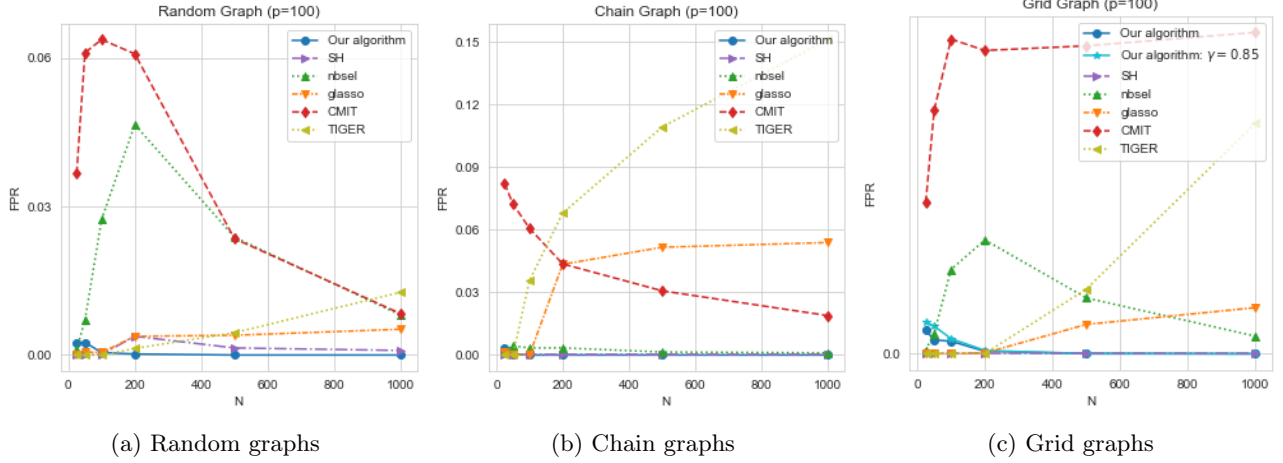 Random Graph (p=100)
0.06
0.03
0.00
FPR
Our algorithm
SH
nbsel
glasso
CMIT
TIGER
0 200 400 600 800 1000
N
(a) Random graphs
Chain Graph (p=100)
0.15
0.12
0.09
0.06
0.03
0.00
FPR
Our algorithm
SH
nbsel
glasso
CMIT
TIGER
0 200 400 600 800 1000
N
(b) Chain graphs
Grid Graph (p=100)
0.0
FPR
Our algorithm
Our algorithm: γ = 0.85
SH
nbsel
glasso
CMIT
TIGER
0 200 400 600 800 1000
N
(c) Grid graphs